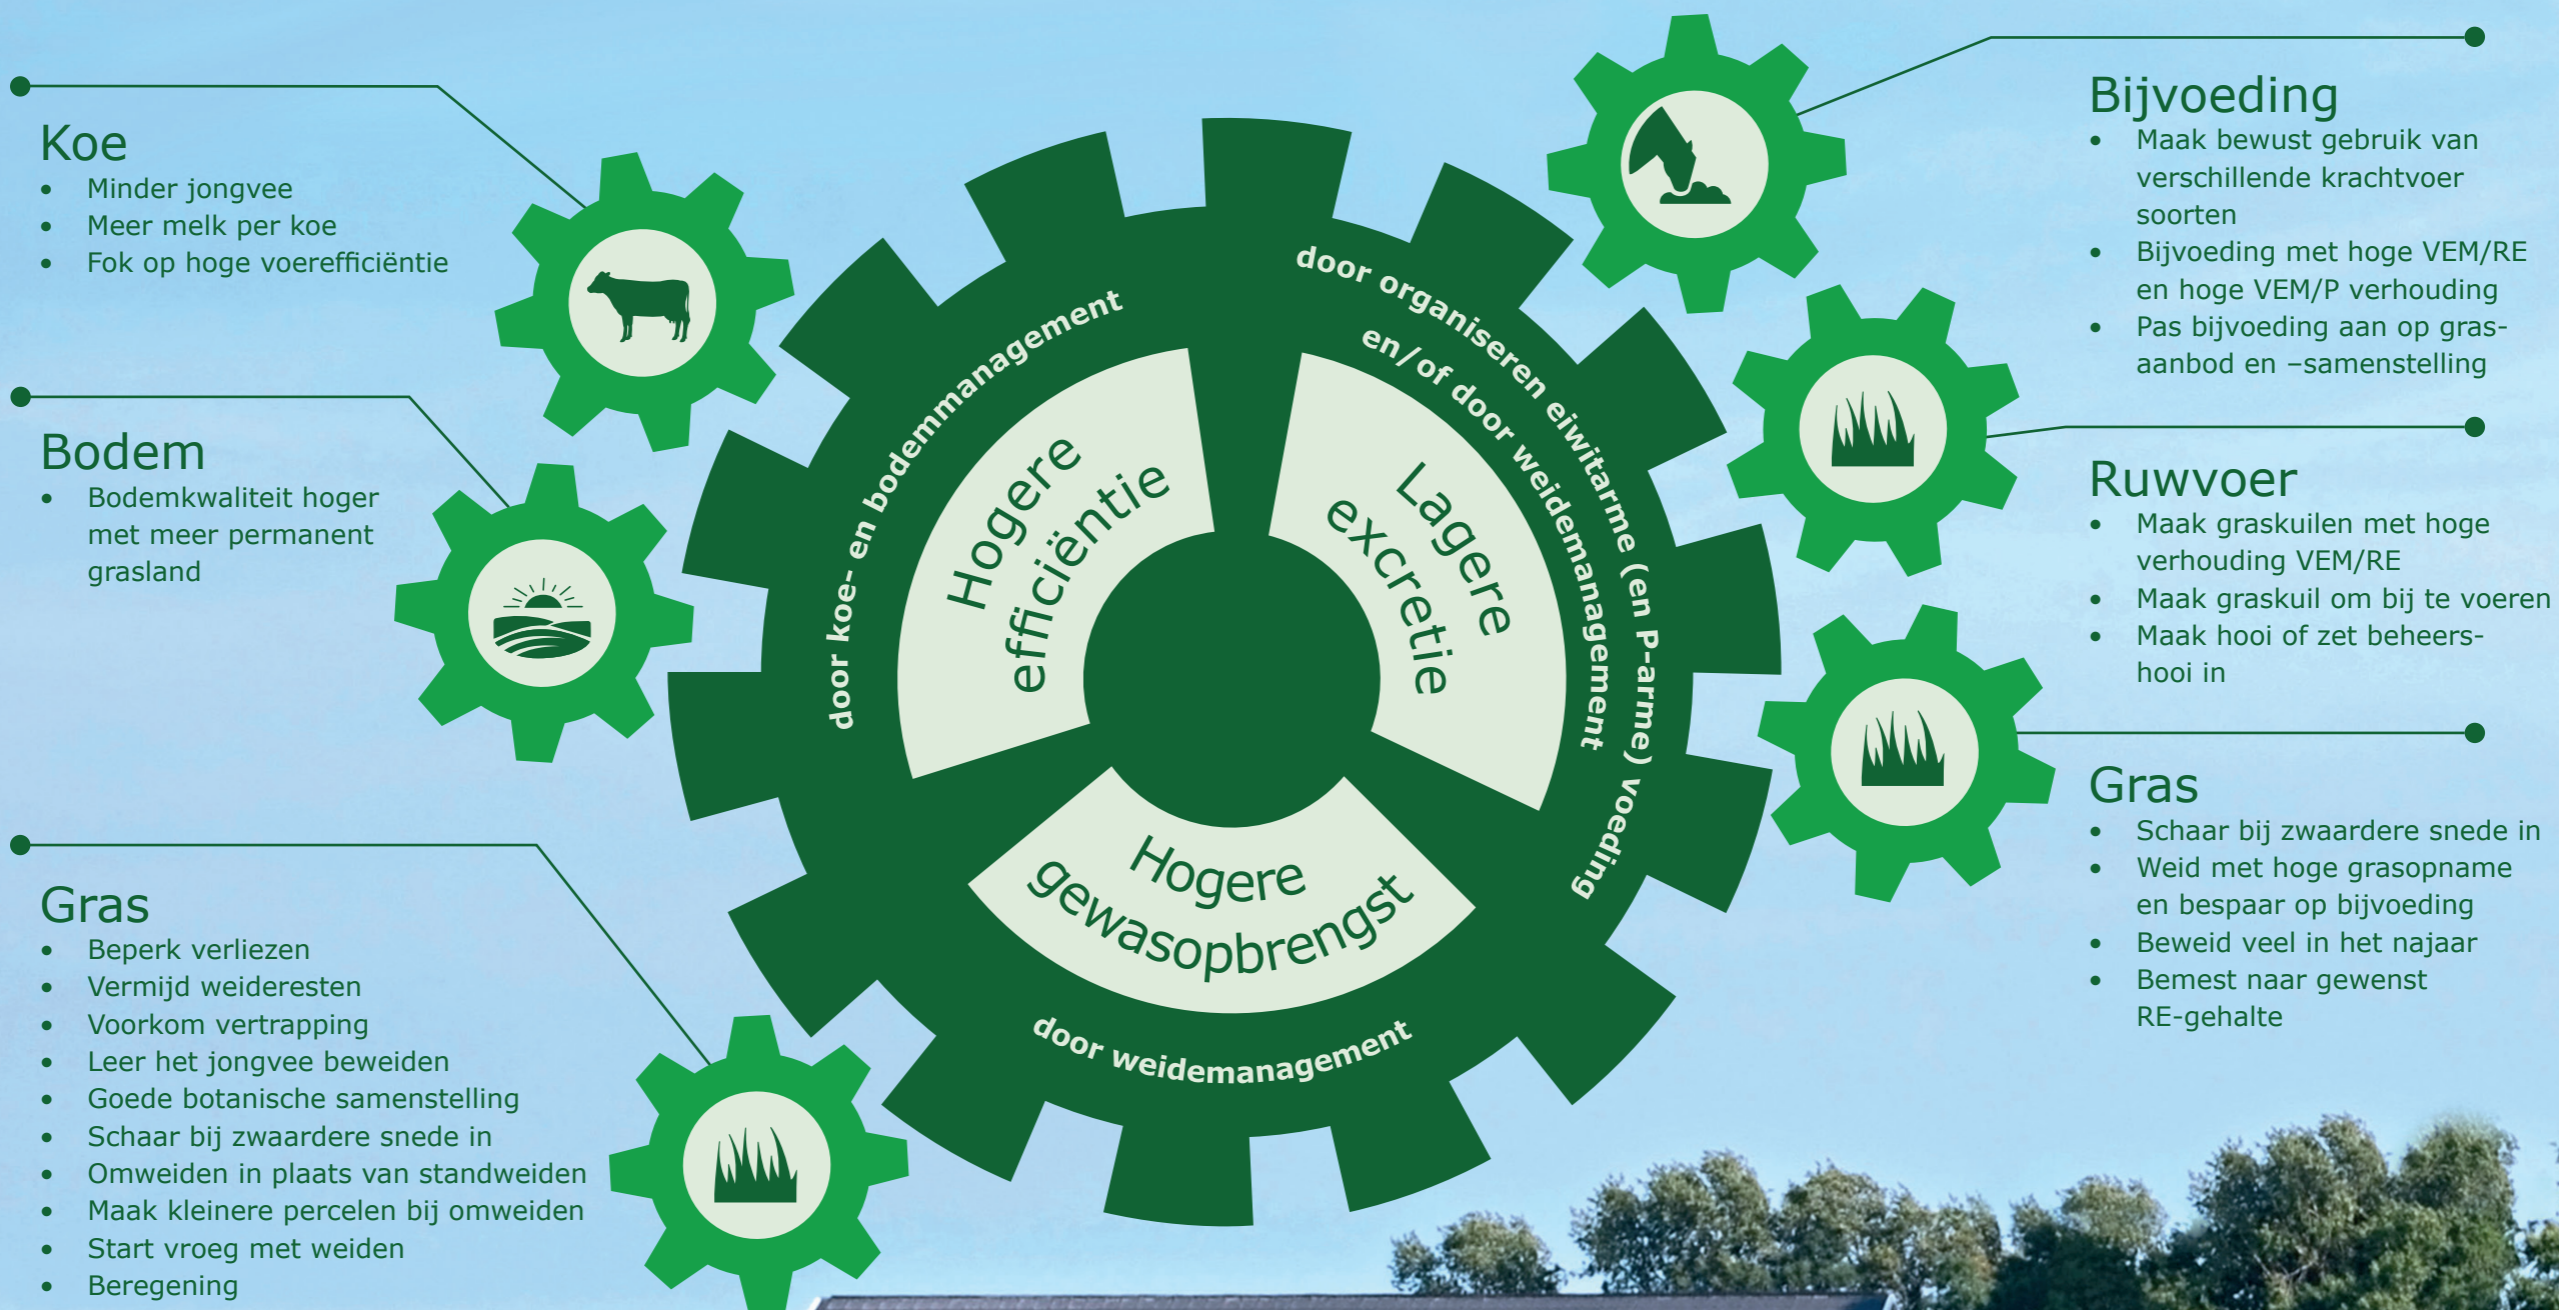 Koe
• Minder jongvee
• Meer melk per koe
• Fok op hoge voerefficiëntie
Bodem
• Bodemkwaliteit hoger
met meer permanent
grasland
Gras
• Beperk verliezen
• Vermijd weideresten
• Voorkom vertrapping
• Leer het jongvee beweiden
• Goede botanische samenstelling
• Schaar bij zwaardere snede in
• Omweiden in plaats van standweiden
• Maak kleinere percelen bij omweiden
• Start vroeg met weiden
• Beregening
door koe- en bodemmanagement
Hogere
efficiëntie
door organiseren eiwitarme (en P-arme) voeding
en/of door weidemanagement
Lagere
excretie
Hogere
gewasopbrengst
door weidemanagement
Bijvoeding
• Maak bewust gebruik van
verschillende krachtvoer
soorten
• Bijvoeding met hoge VEM/RE
en hoge VEM/P verhouding
• Pas bijvoeding aan op gras-
aanbod en –samenstelling
Ruwvoer
• Maak graskuilen met hoge
verhouding VEM/RE
• Maak graskuil om bij te voeren
• Maak hooi of zet beheers-
hooi in
Gras
• Schaar bij zwaardere snede in
• Weid met hoge grasopname
en bespaar op bijvoeding
• Beweid veel in het najaar
• Bemest naar gewenst
RE-gehalte